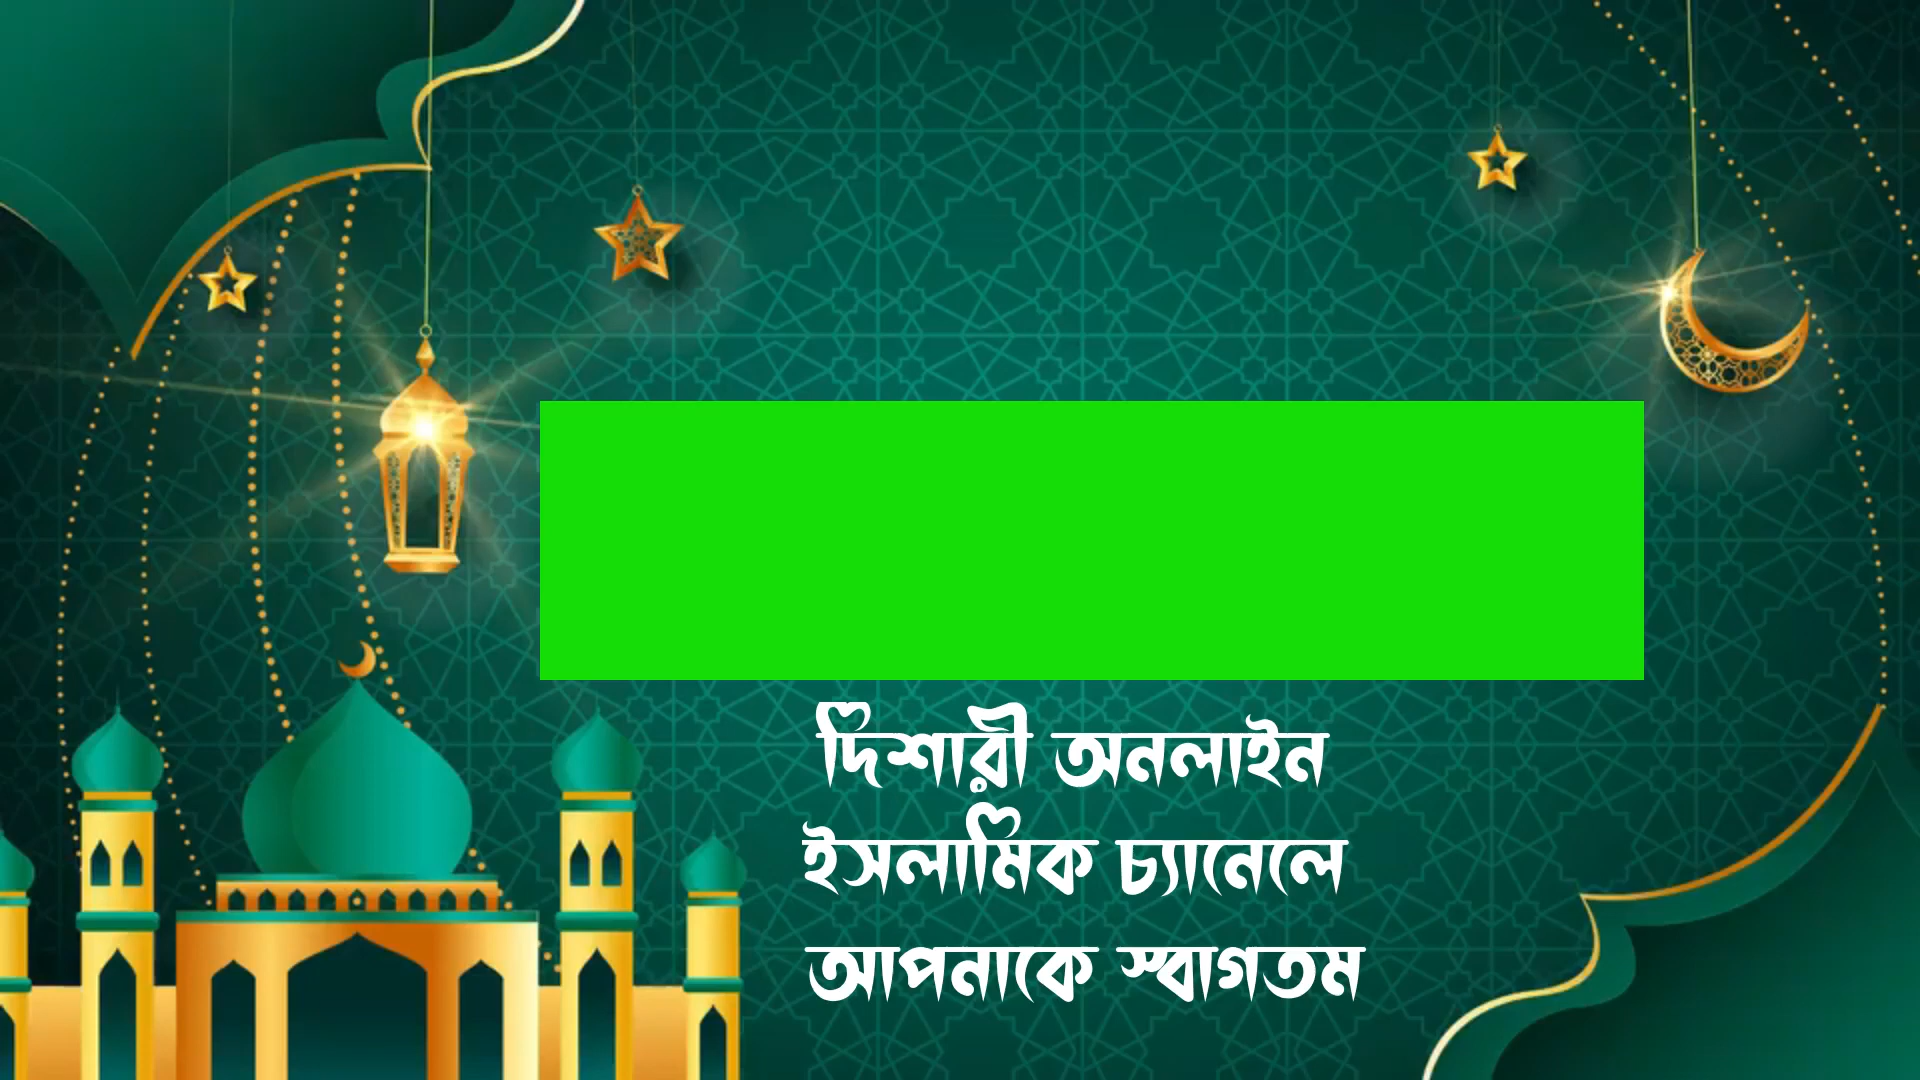 দিশারী অনলাইন
ইসলামিক চ্যানেলে
আপনাকে স্বাগতম